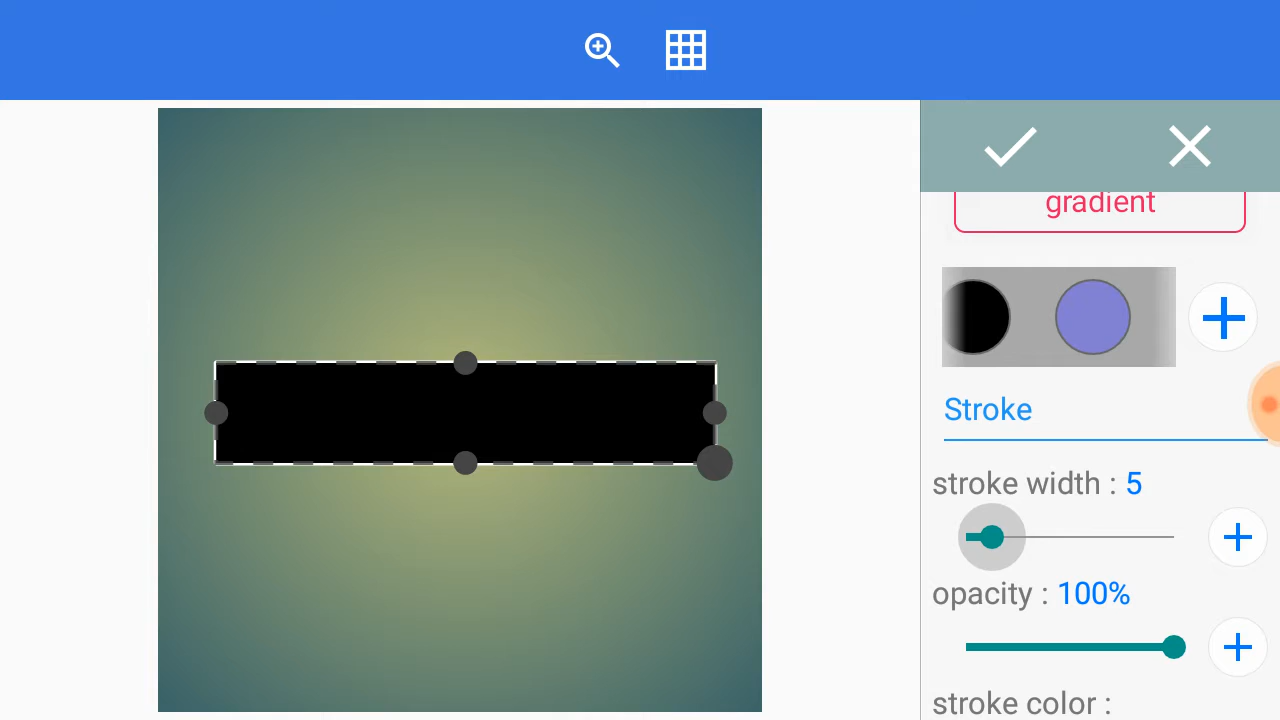 gradient
Stroke
stroke width : 5
opacity : 100%
stroke color :